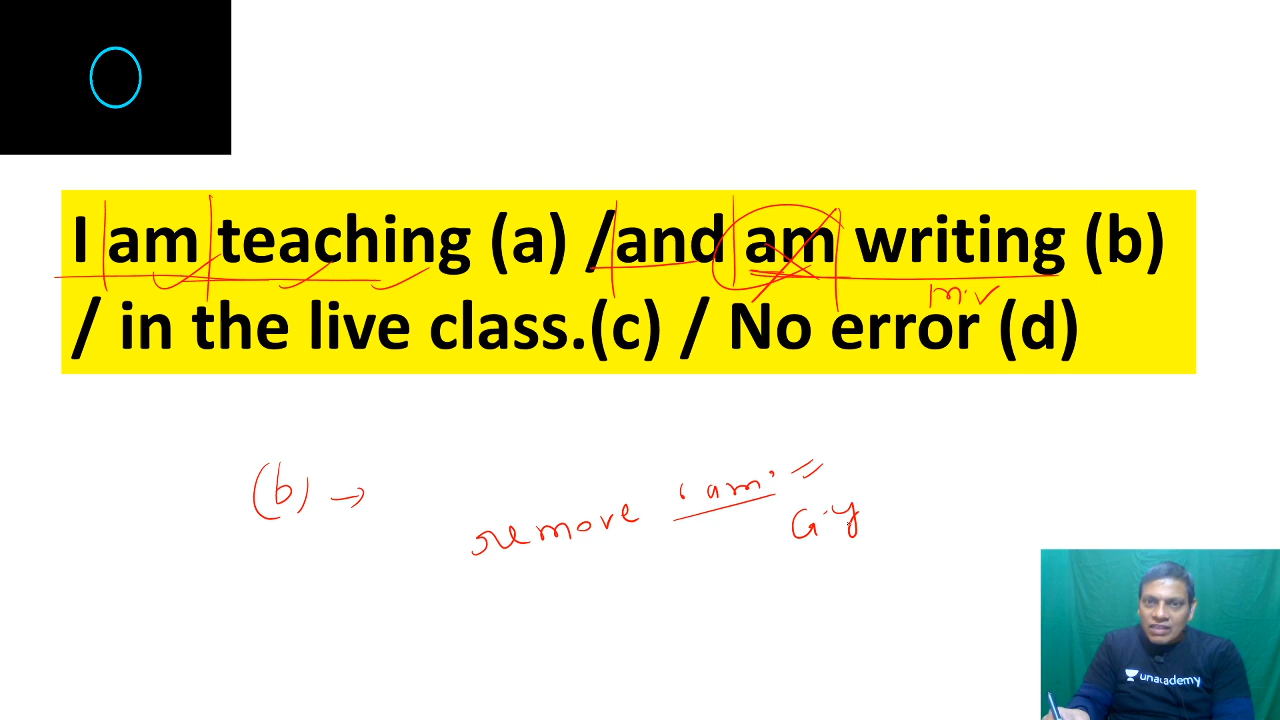 I am teaching (a) /and am writing (b)
m.v
/ in the live class.(c) / No error (d)
(b) → remove ‘am’ =
G.y
unacademy